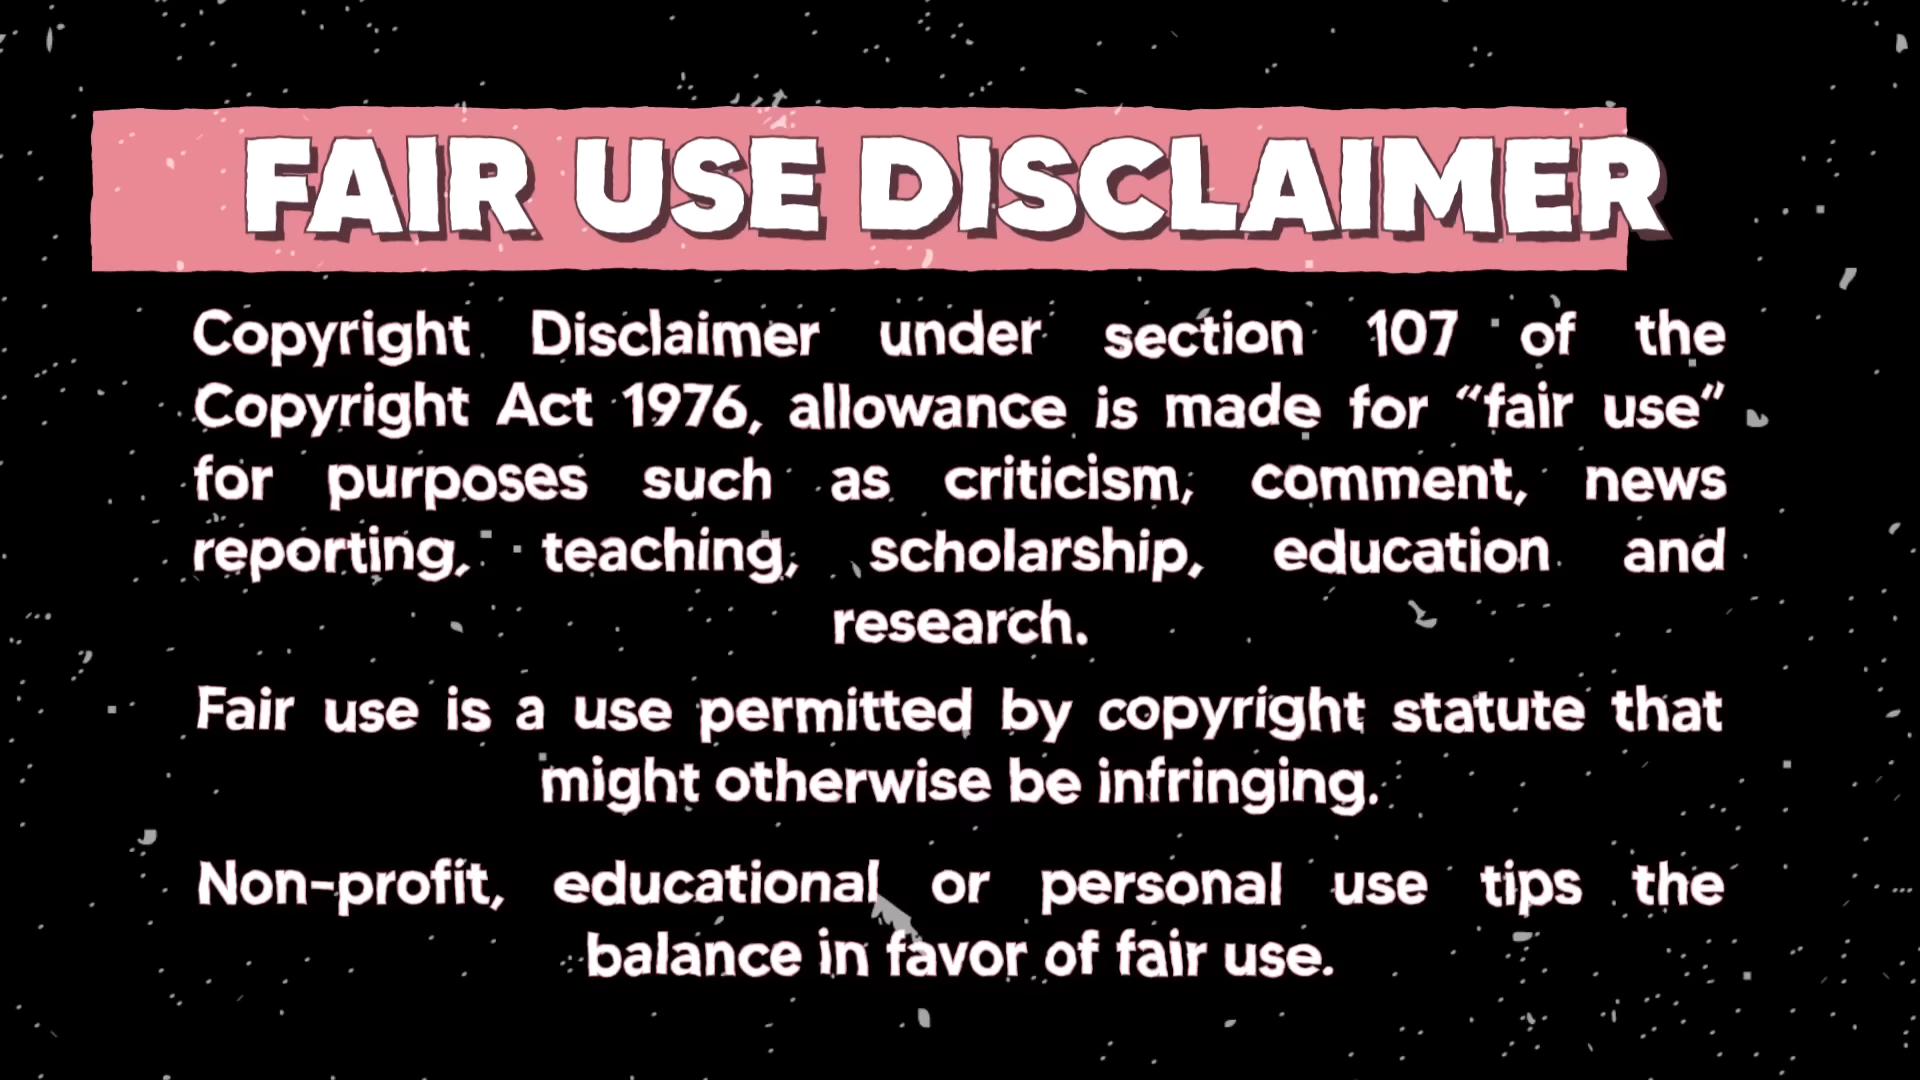 FAIR USE DISCLAIMER
Copyright Disclaimer under section 107 of the
Copyright Act 1976, allowance is made for “fair use”
for purposes such as criticism, comment, news
reporting, teaching, scholarship, education and
research.
Fair use is a use permitted by copyright statute that
might otherwise be infringing.
Non-profit, educational or personal use tips the
balance in favor of fair use.